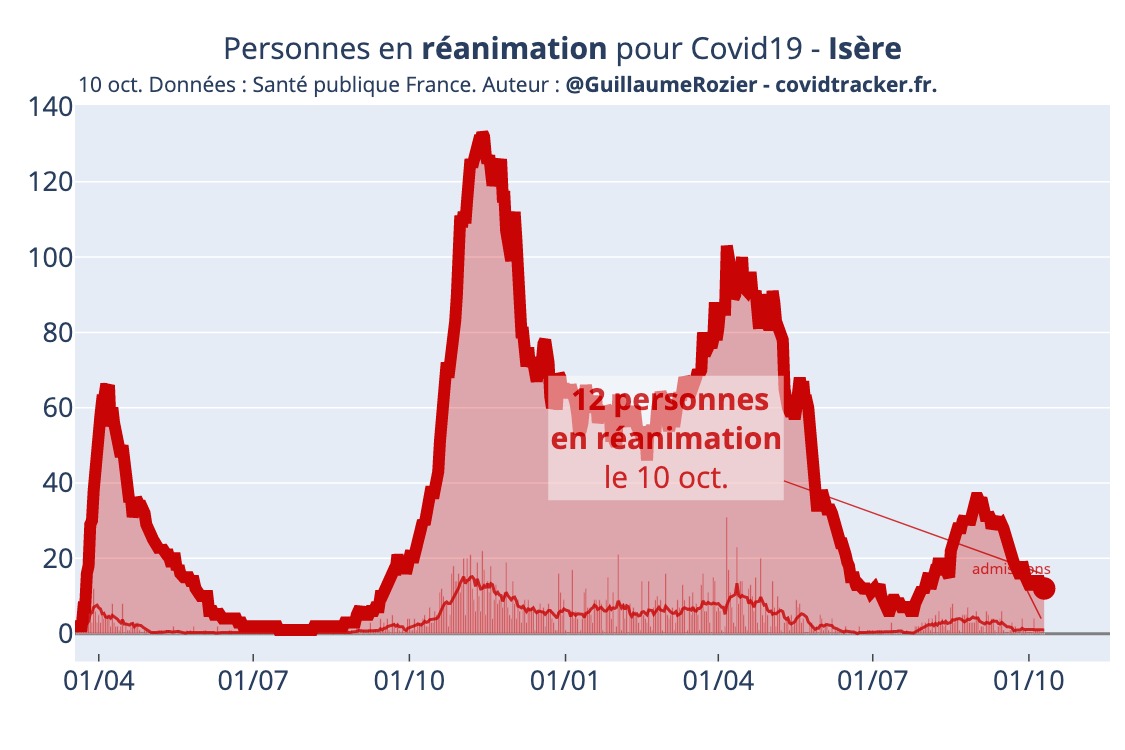 Personnes en réanimation pour Covid19 - Isère
10 oct. Données : Santé publique France. Auteur : @GuillaumeRozier - covidtracker.fr.
140
120
100
80
60
40
20
0
12 personnes
en réanimation
le 10 oct.
admissions
01/04 01/07 01/10 01/01 01/04 01/07 01/10